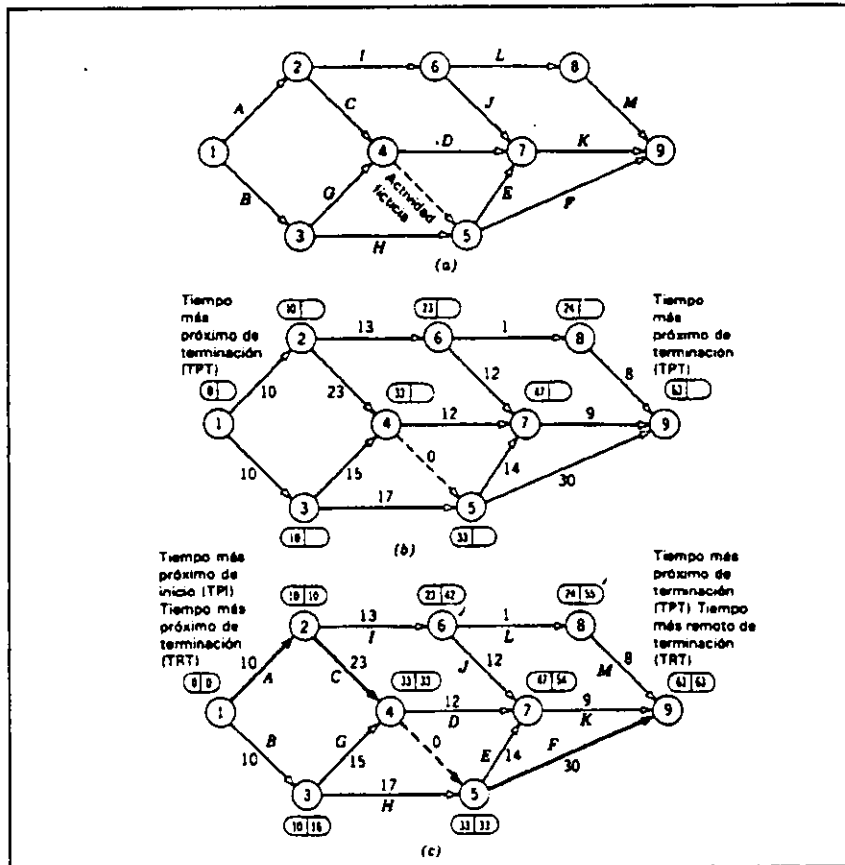 I
L
2
6
8
A
C
J
M
1
4
D
7
K
9
B
G
Actividad
ficticia
E
F
3
H
5
(a)
Tiempo
más
próximo de
terminación
(TPT)
Tiempo
más
próximo de
terminación
(TPT)
10
23
24
2
13
6
1
8
0
63
10
23
33
12
47
8
1
4
12
7
9
9
10
15
0
14
30
3
17
5
10
(b)
33
Tiempo más
próximo de
inicio (TPI)
Tiempo más
próximo de
terminación
(TRT)
Tiempo más
próximo de
terminación
(TPT) Tiempo
más remoto de
terminación
(TRT)
10 10
23 42
24 55
2
13
I
6
1
L
8
10
A
23
C
J
12
M
8
0 0
33 33
47 54
63 63
1
4
12
D
7
9
K
9
B
10
G
15
0
E
14
F
30
3
17
H
5
10 16
33 33
(c)